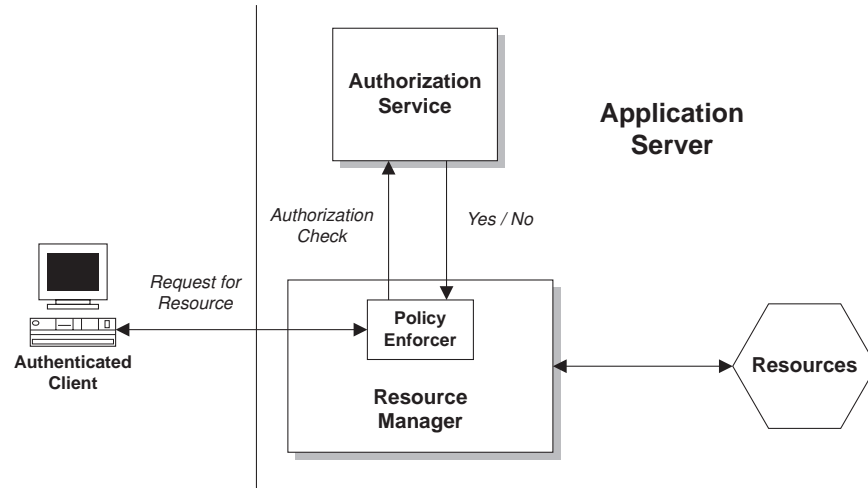 Authorization
Service
Application
Server
Authorization
Check
Yes / No
Request for
Resource
Policy
Enforcer
Authenticated
Client
Resource
Manager
Resources